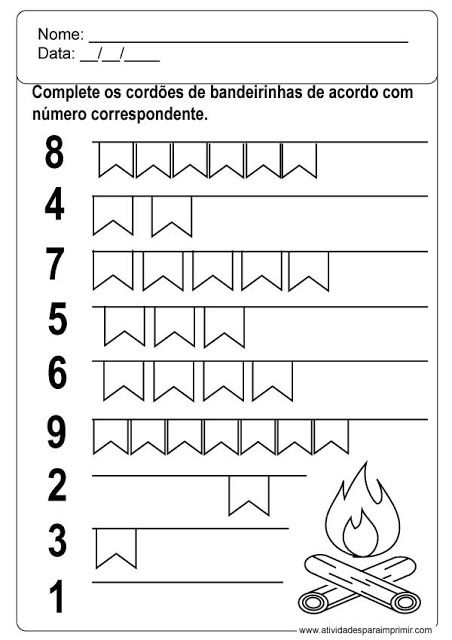 Nome: ___________________________________
Data: __/__/____
Complete os cordões de bandeirinhas de acordo com
número correspondente.
8
4
7
5
6
9
2
3
1
www.atividadesparaimprimir.com